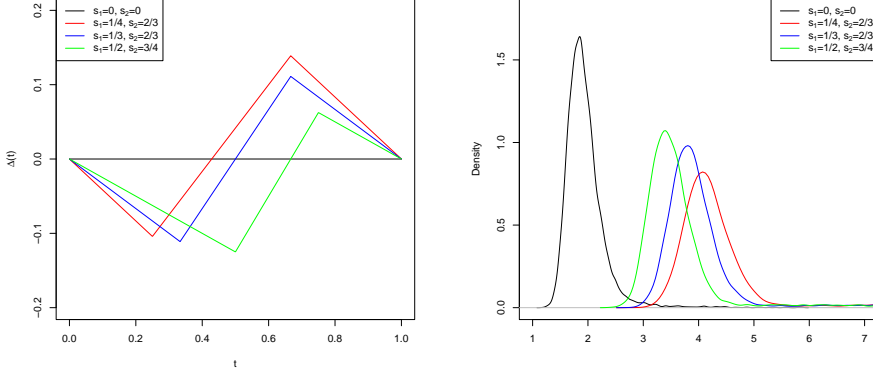 s1=0, s2=0
s1=1/4, s2=2/3
s1=1/3, s2=2/3
s1=1/2, s2=3/4
0.2
0.1
0.0
−0.1
−0.2
Δ(t)
0.0 0.2 0.4 0.6 0.8 1.0
t
s1=0, s2=0
s1=1/4, s2=2/3
s1=1/3, s2=2/3
s1=1/2, s2=3/4
1.5
1.0
0.5
0.0
Density
1 2 3 4 5 6 7